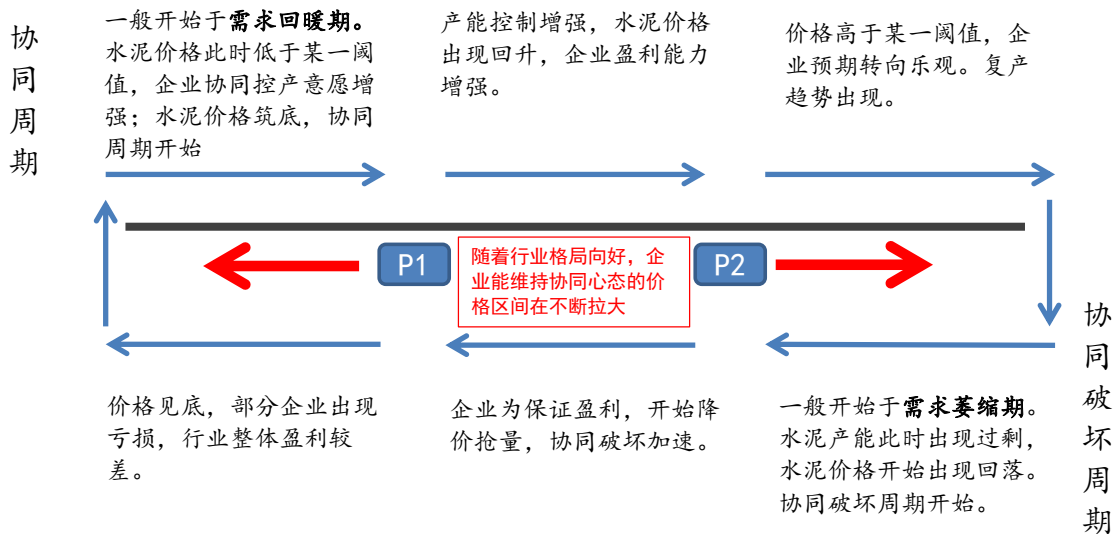 协
同
周
期
一般开始于需求回暖期。
水泥价格此时低于某一阈
值，企业协同控产意愿增
强；水泥价格筑底，协同
周期开始
产能控制增强，水泥价格
出现回升，企业盈利能力
增强。
价格高于某一阈值，企
业预期转向乐观。复产
趋势出现。
P1
随着行业格局向好，企
业能维持协同心态的价
格区间在不断拉大
P2
价格见底，部分企业出现
亏损，行业整体盈利较
差。
企业为保证盈利，开始降
价抢量，协同破坏加速。
一般开始于需求萎缩期。
水泥产能此时出现过剩，
水泥价格开始出现回落。
协同破坏周期开始。
协
同
破
坏
周
期